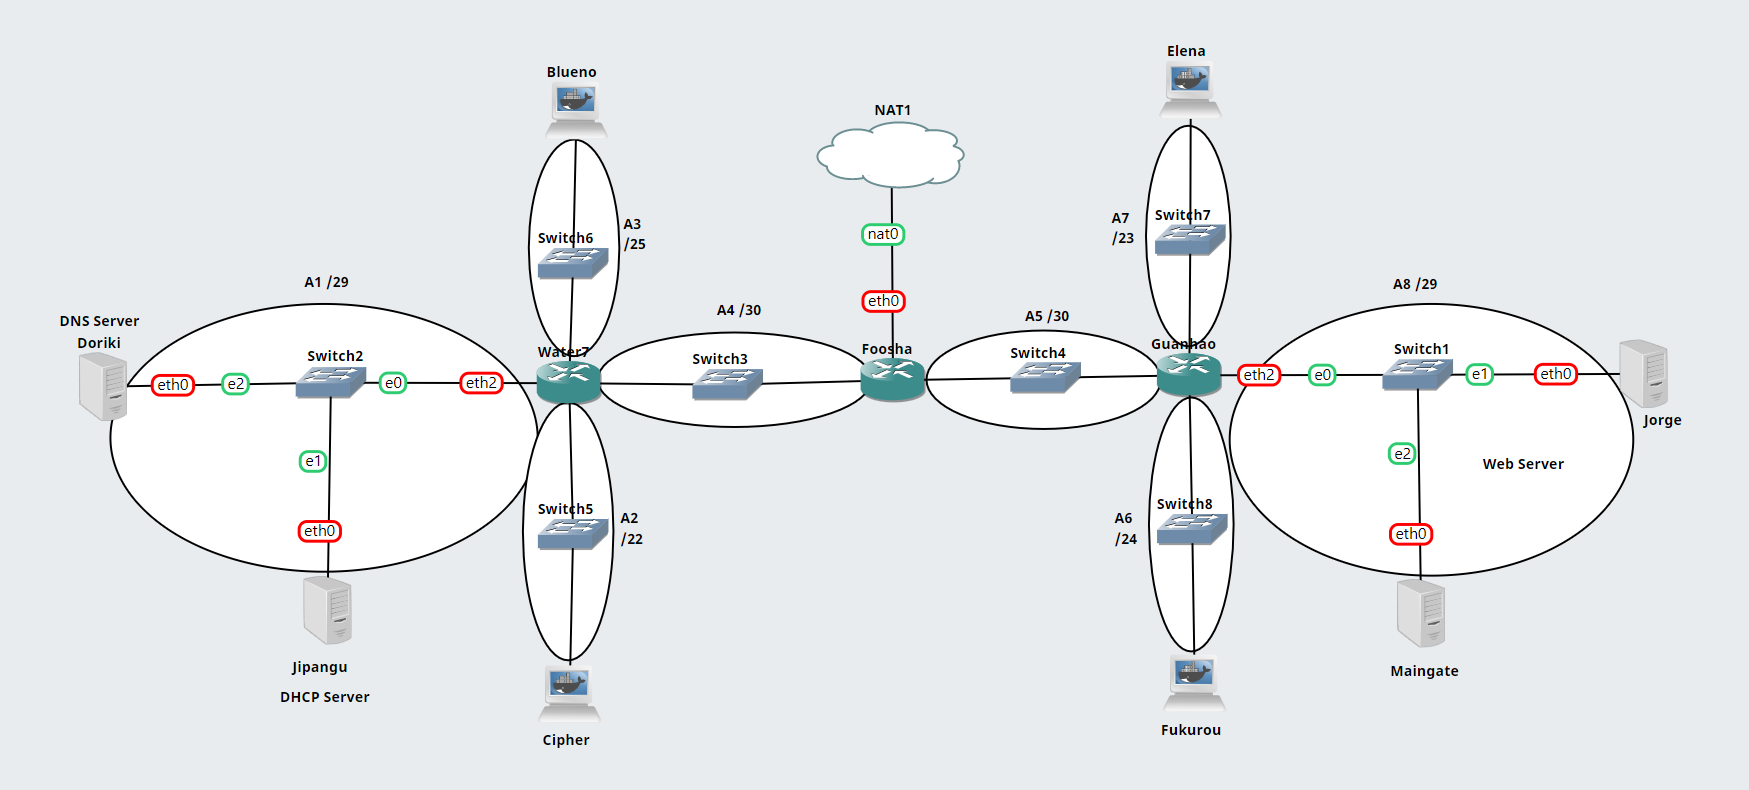 Elena
Blueno
NAT1
A3
/25
Switch6
A7
/23
Switch7
nat0
A1 /29
A8 /29
eth0
A4 /30
A5 /30
DNS Server
Doriki
Switch2
Water7
Switch3
Foosha
Switch4
Guanhao
Switch1
eth0
e2
e0
eth2
eth2
e0
e1
eth0
Jorge
e1
e2
Web Server
Switch5
A2
/22
A6
/24
Switch8
eth0
eth0
Jipangu
DHCP Server
Maingate
Cipher
Fukurou